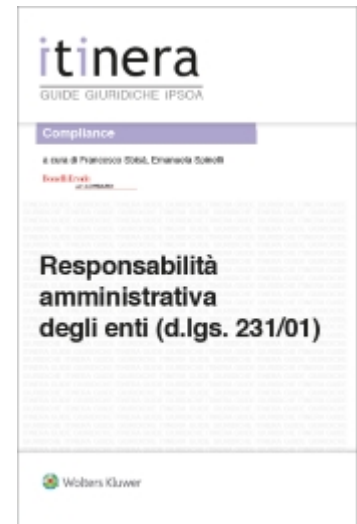 itinera
GUIDE GIURIDICHE IPSOA
Compliance
a cura di Francesco Sbisà, Emanuela Spinelli
BonelliErede
Responsabilità
amministrativa
degli enti (d.lgs. 231/01)
Wolters Kluwer